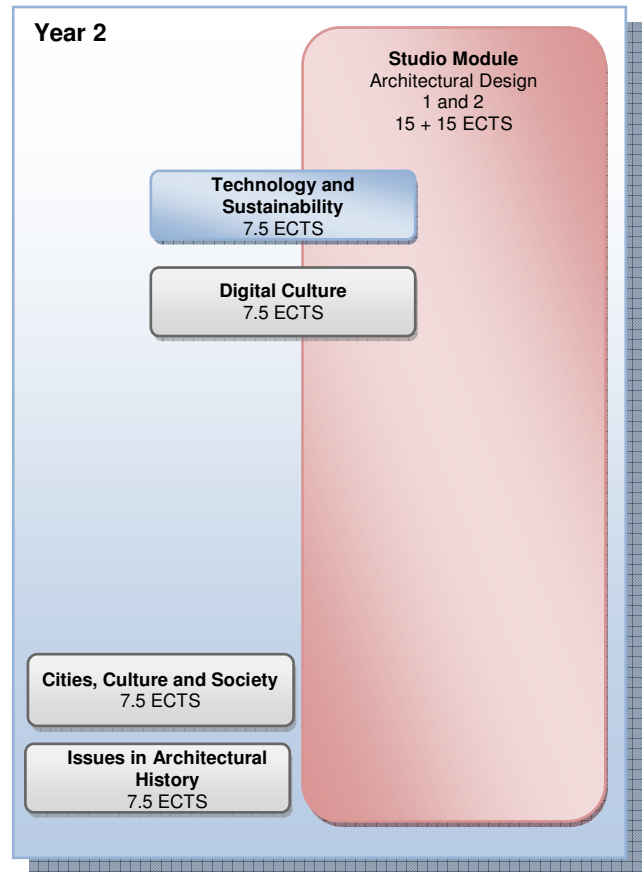 Year 2
Studio Module
Architectural Design
1 and 2
15 + 15 ECTS
Technology and
Sustainability
7.5 ECTS
Digital Culture
7.5 ECTS
Cities, Culture and Society
7.5 ECTS
Issues in Architectural
History
7.5 ECTS